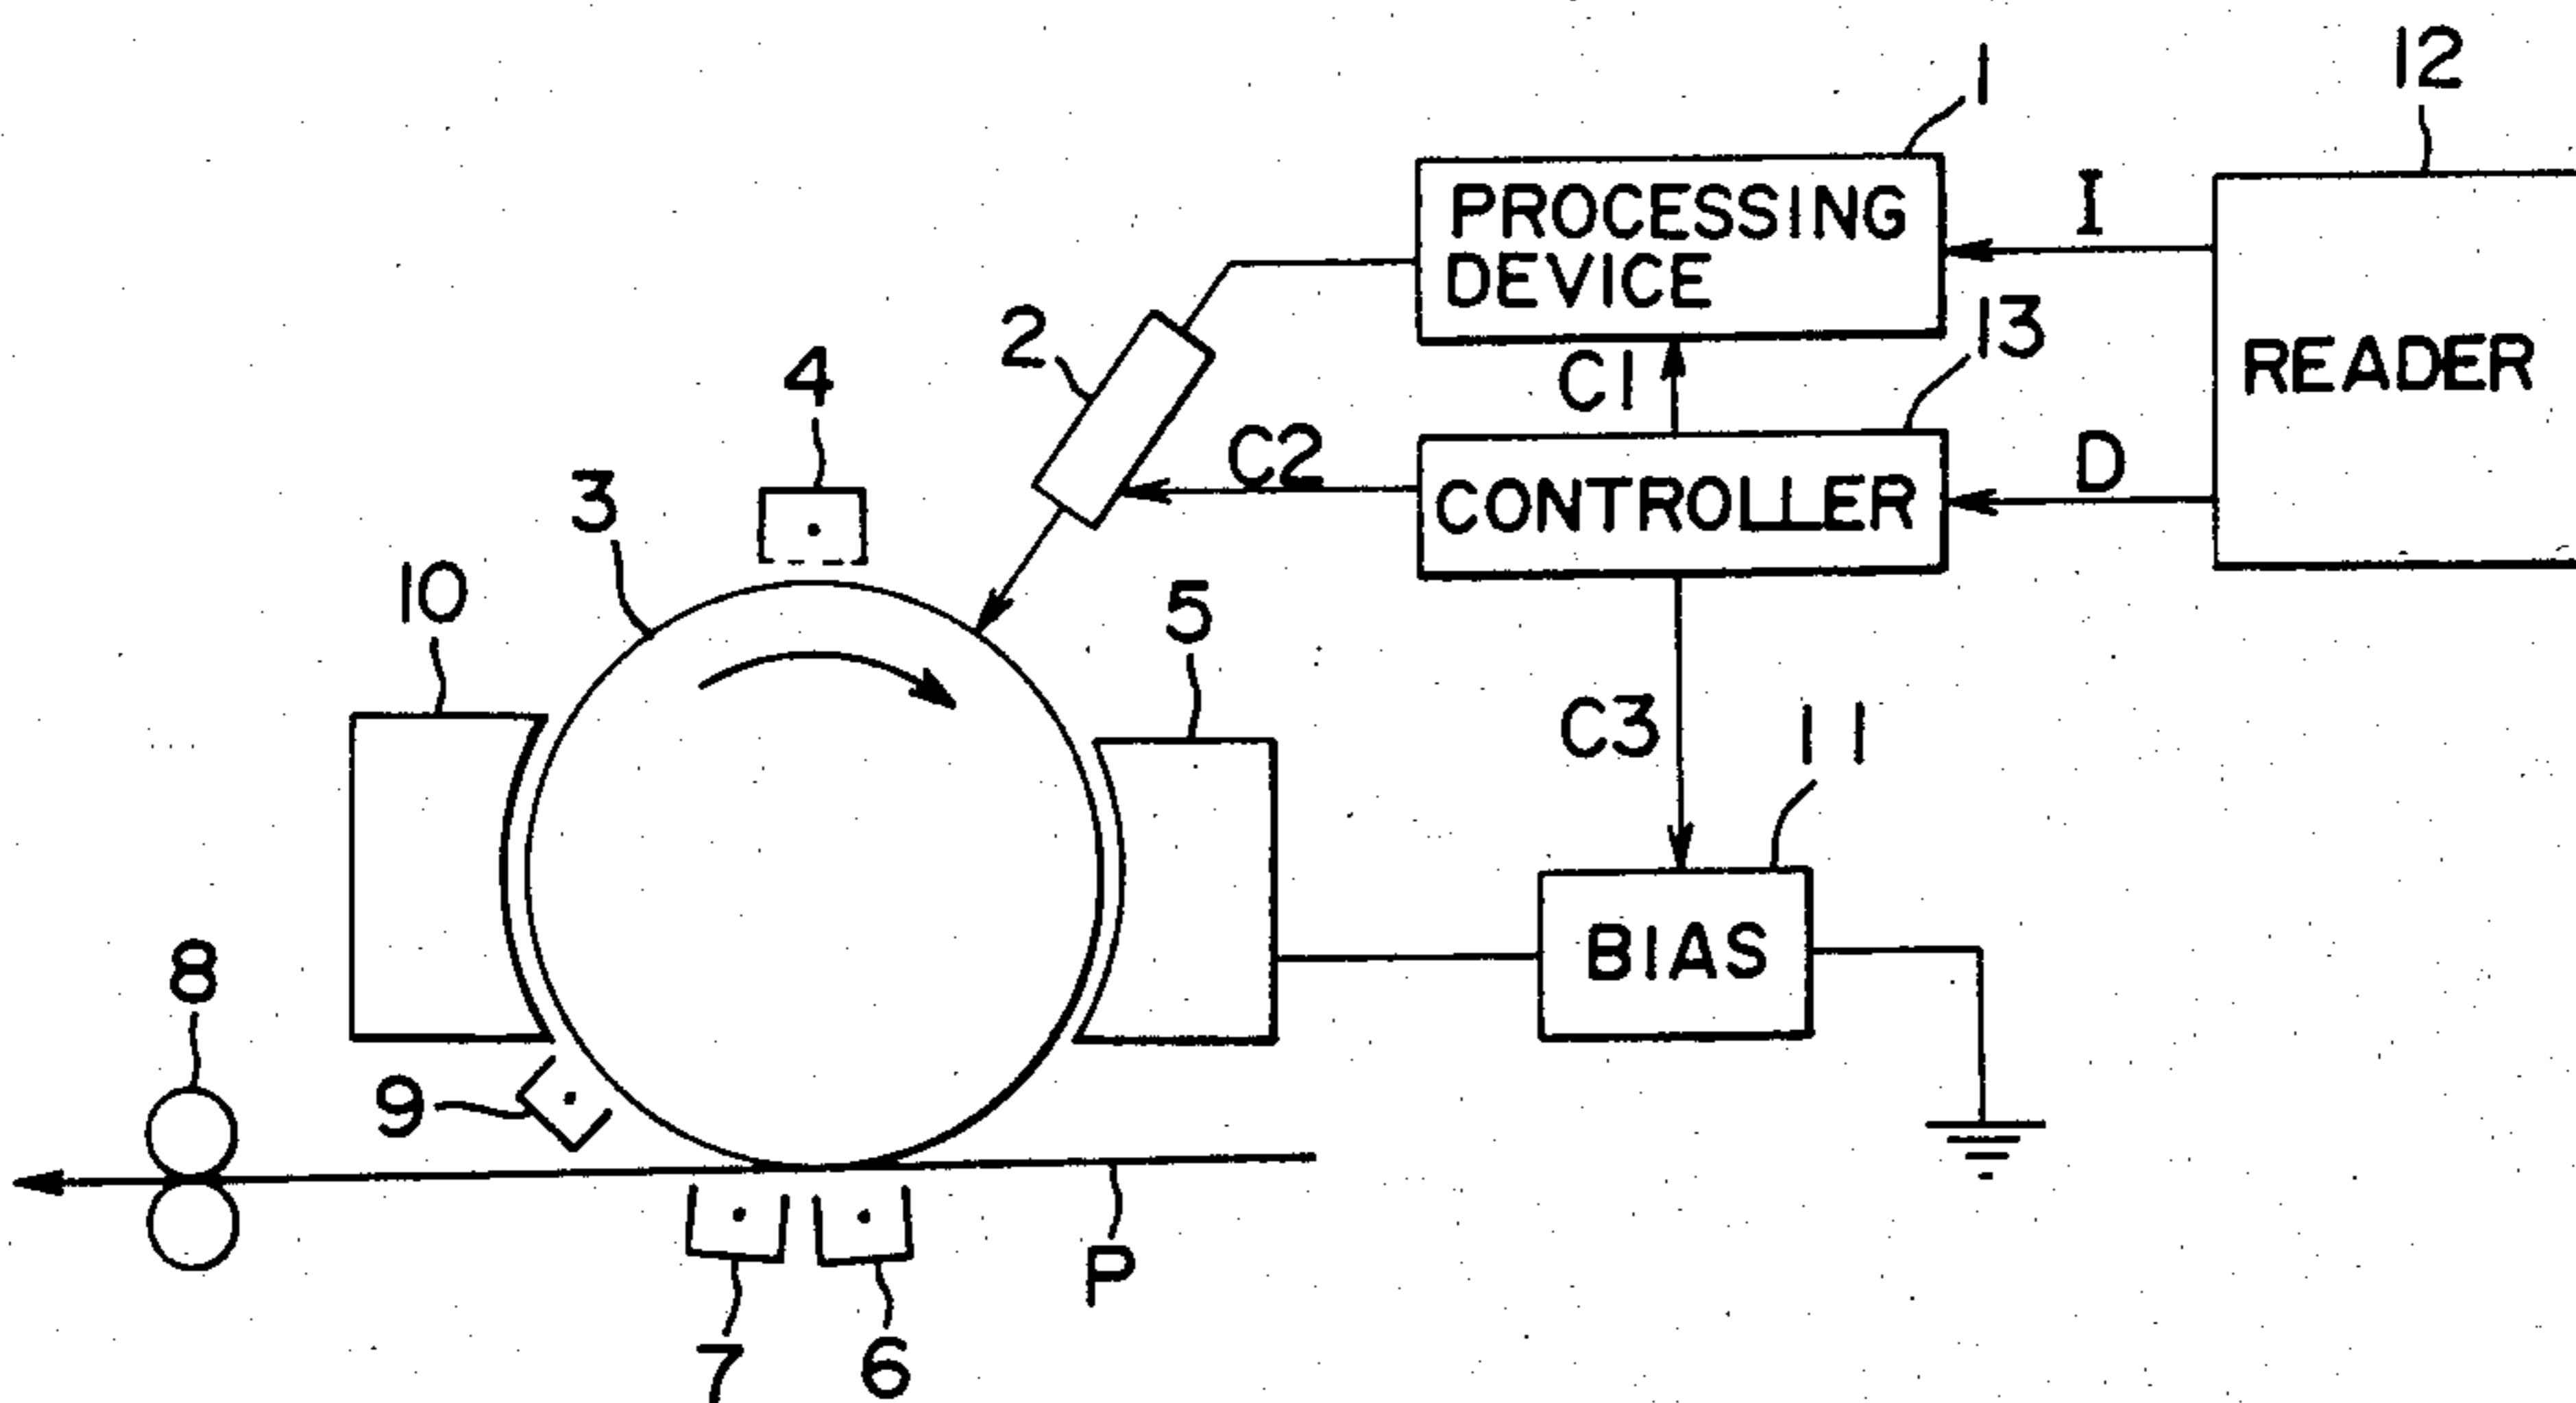 1
12
PROCESSING
DEVICE
I
READER
13
2
C1
4
C2
CONTROLLER
D
3
10
5
C3
11
BIAS
8
9
P
7
6